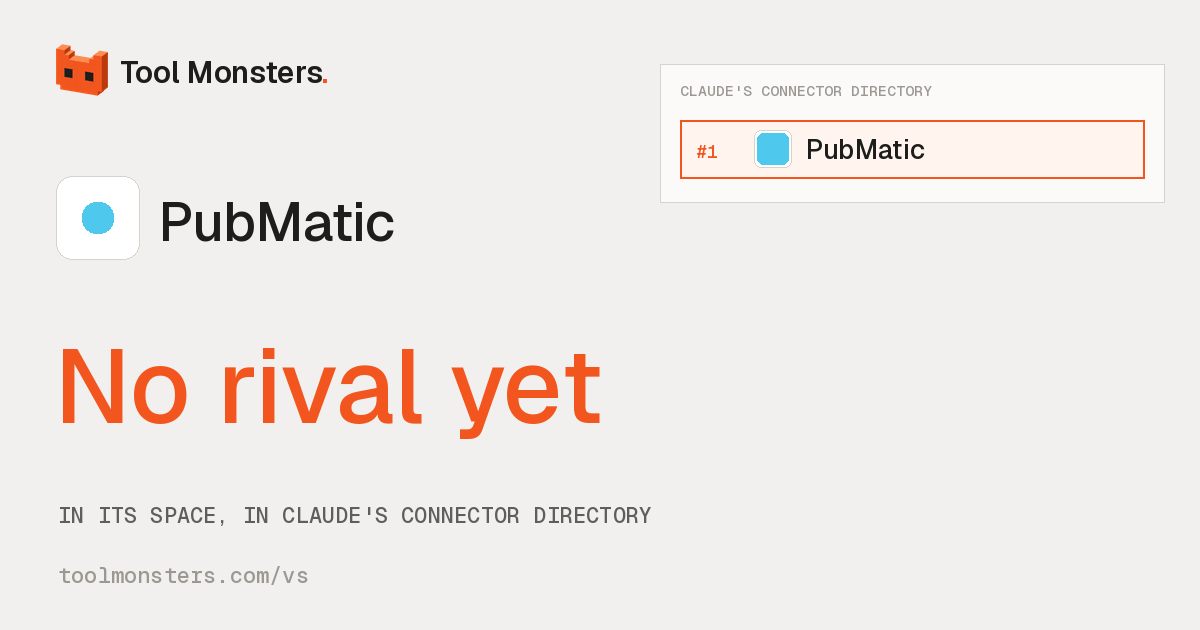 Tool Monsters.
CLAUDE'S CONNECTOR DIRECTORY
#1 PubMatic
PubMatic
No rival yet
IN ITS SPACE, IN CLAUDE'S CONNECTOR DIRECTORY
toolmonsters.com/vs